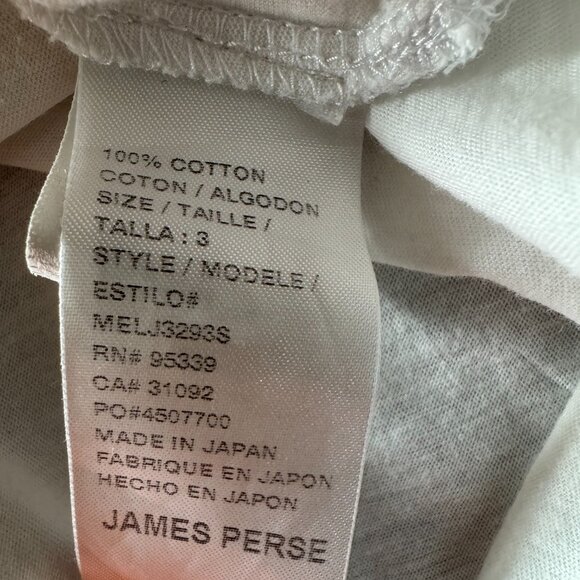 100% COTTON
COTON / ALGODON
SIZE / TAILLE /
TALLA : 3
STYLE / MODELE /
ESTILO#
MELJ3293S
RN# 95339
CA# 31092
PO#4507700
MADE IN JAPAN
FABRIQUE EN JAPON
HECHO EN JAPON
JAMES PERSE